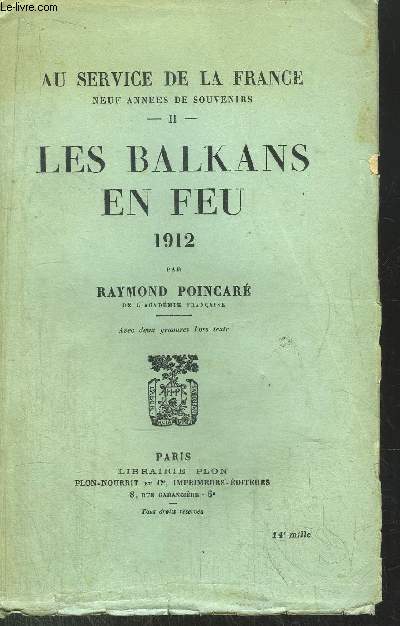 © www.Le-livre.com
AU SERVICE DE LA FRANCE
NEUF ANNEES DE SOUVENIRS
— II —
LES BALKANS
EN FEU
1912
PAR
RAYMOND POINCARÉ
DE L'ACADÉMIE FRANÇAISE
Avec deux gravures hors texte
PARIS
LIBRAIRIE PLON
PLON-NOURRIT ET Cie, IMPRIMEURS-ÉDITEURS
8, RUE GARANCIÈRE - 6e
Tous droits réservés
14e mille